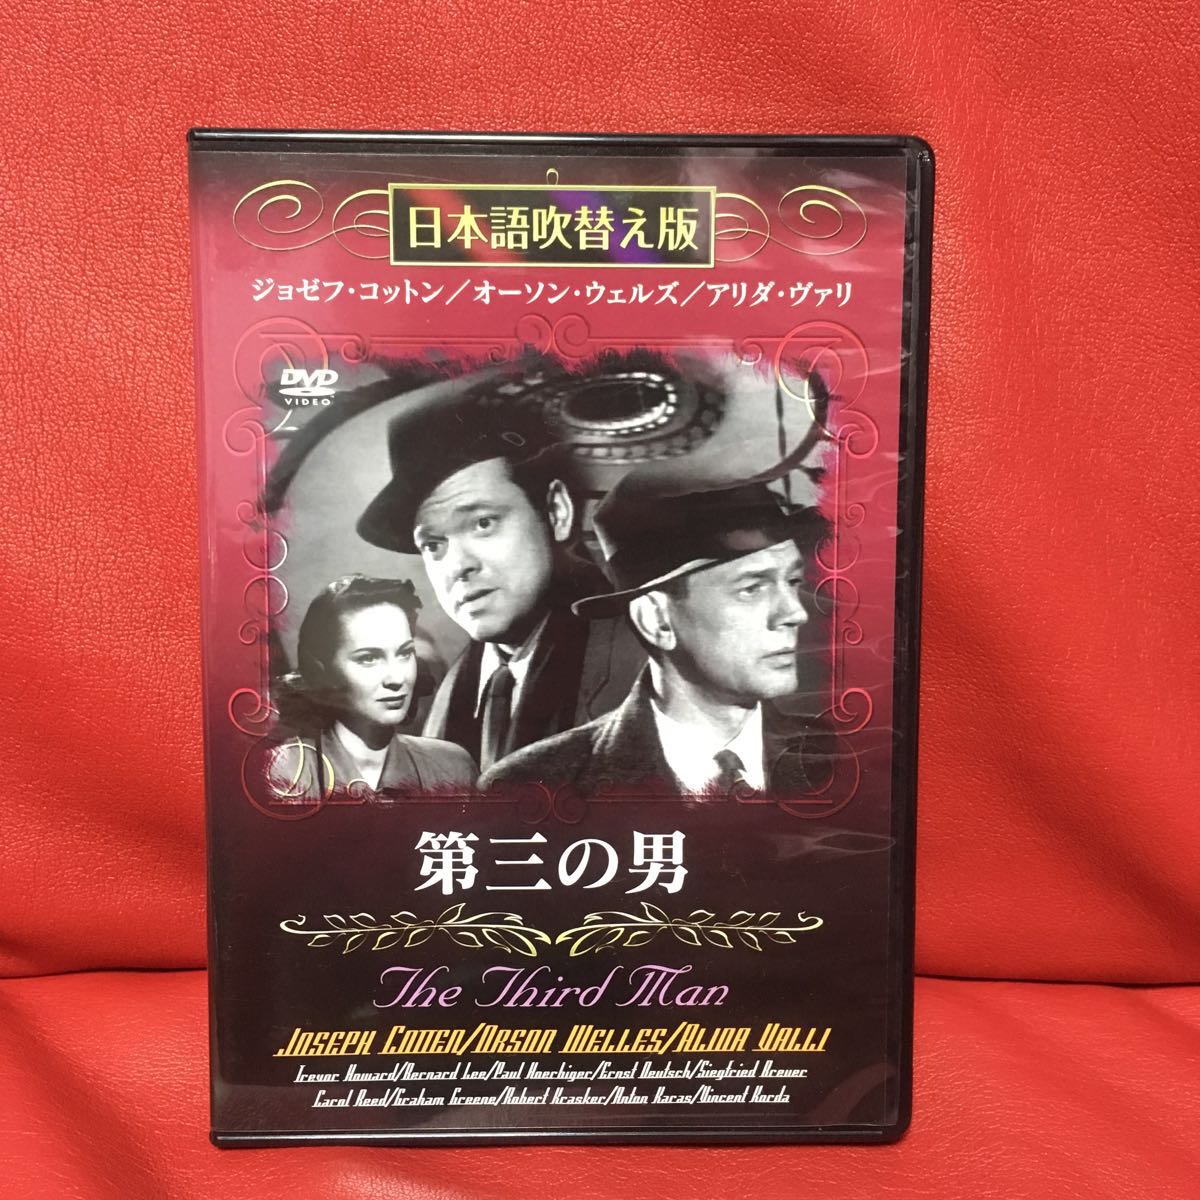 日本語吹替え版
ジョゼフ・コットン／オーソン・ウェルズ／アリダ・ヴァリ
DVD
VIDEO
第三の男
The Third Man
JOSEPH COTTEN/ORSON WELLES/ALIDA VALLI
Trevor Howard/Bernard Lee/Paul Hoerbiger/Ernst Deutsch/Siegfried Breuer
Carol Reed/Graham Greene/Robert Krasker/Anton Karas/Vincent Korda